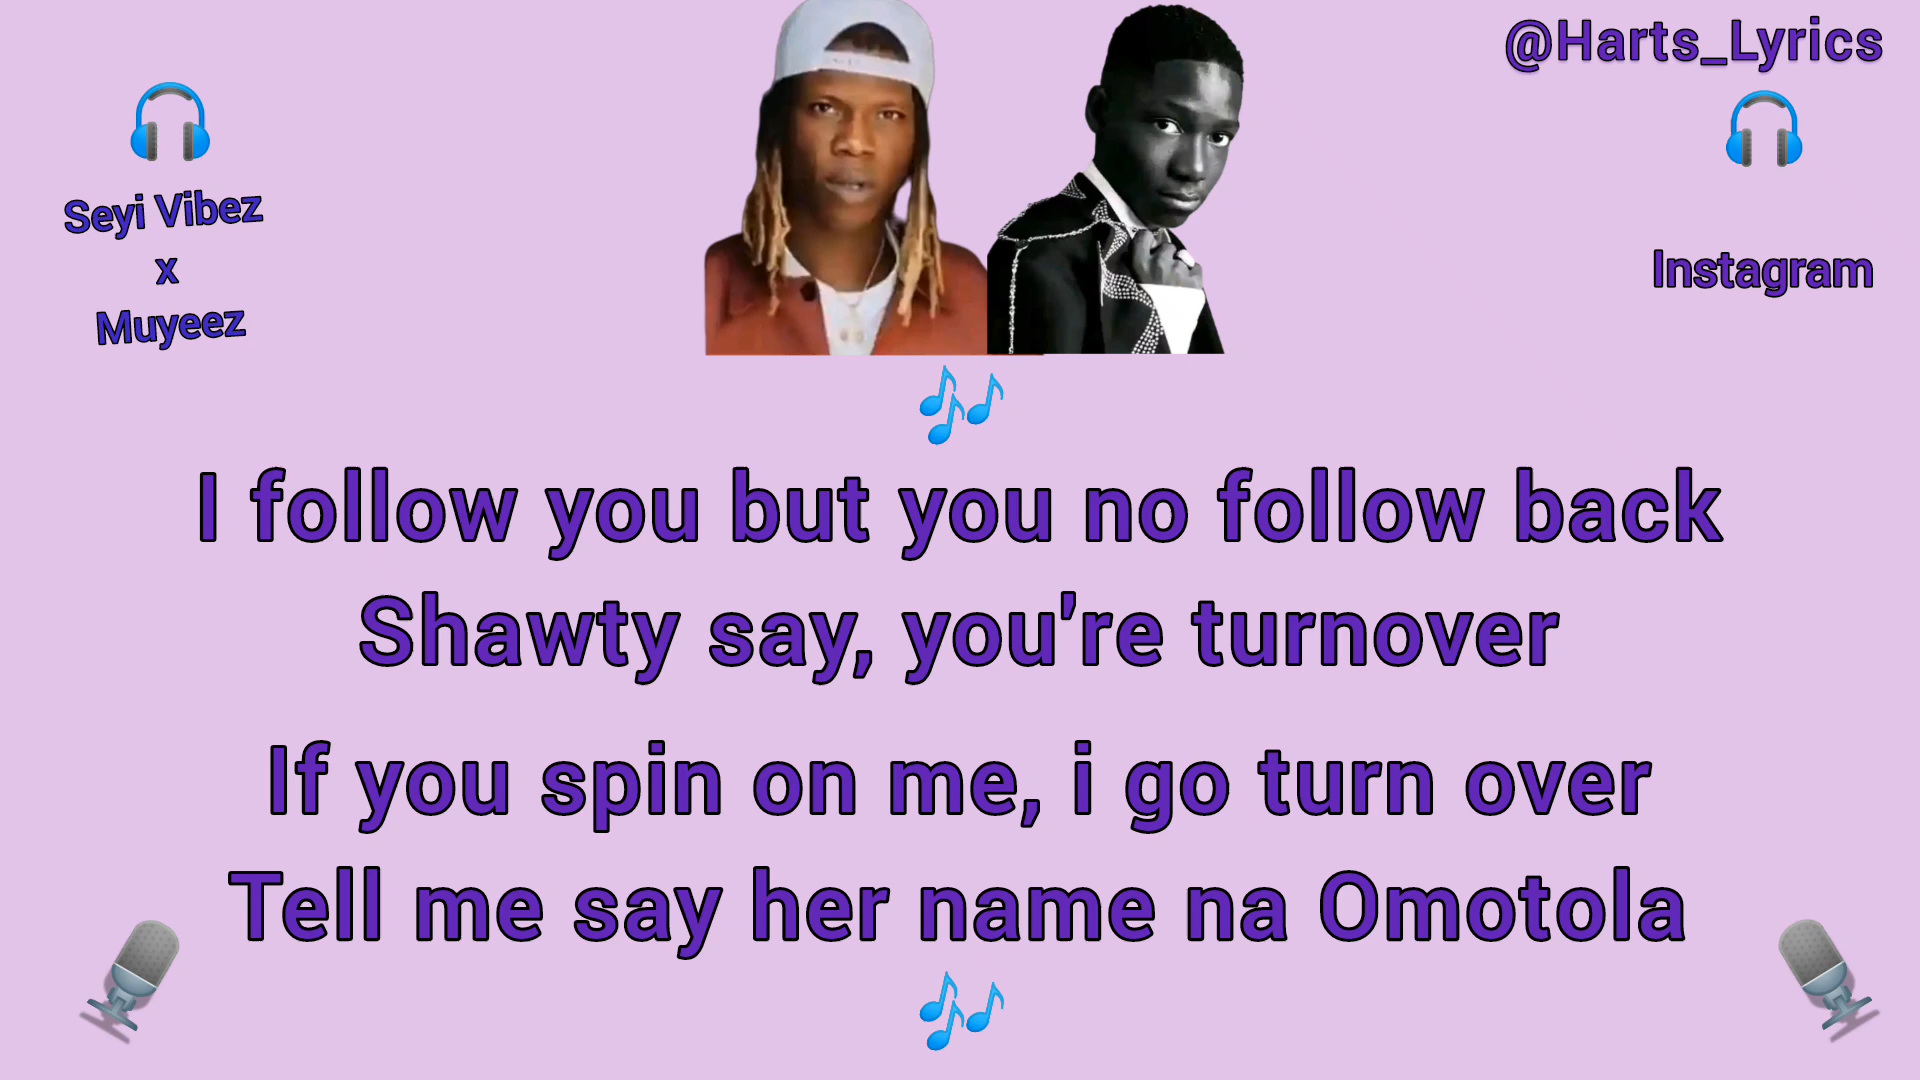 @Harts_Lyrics
Seyi Vibez
x
Muyeez
Instagram
I follow you but you no follow back
Shawty say, you're turnover
If you spin on me, i go turn over
Tell me say her name na Omotola